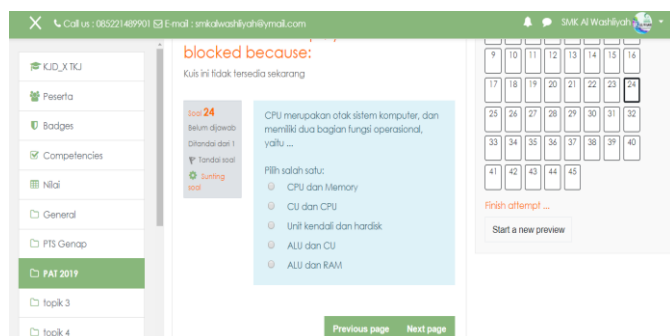 Call us : 085221489901 E-mail : smkalwashliyah@ymail.com
SMK Al Washliyah
KJD_X TKJ
Peserta
Badges
Competencies
Nilai
General
PTS Genap
PAT 2019
topik 3
topik 4
blocked because:
Kuis ini tidak tersedia sekarang
Soal 24
Belum dijawab
Ditandai dari 1
Tandai soal
Sunting
soal
CPU merupakan otak sistem komputer, dan
memiliki dua bagian fungsi operasional,
yaitu ...
Pilih salah satu:
CPU dan Memory
CU dan CPU
Unit kendali dan hardisk
ALU dan CU
ALU dan RAM
Previous page Next page
9 10 11 12 13 14 15 16
17 18 19 20 21 22 23 24
25 26 27 28 29 30 31 32
33 34 35 36 37 38 39 40
41 42 43 44 45
Finish attempt ...
Start a new preview